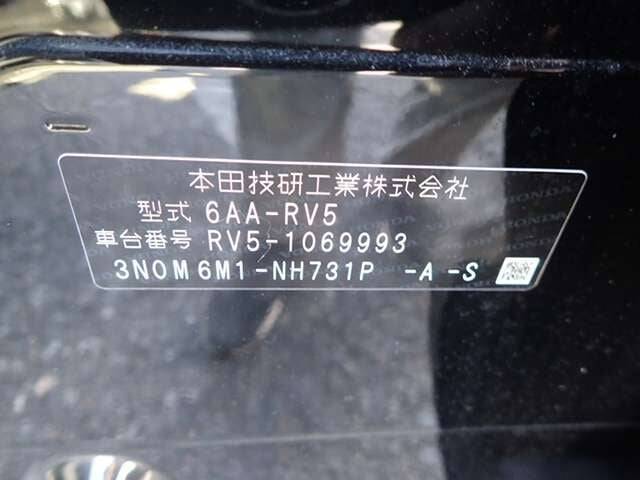 本田技研工業株式会社
型式 6AA-RV5
車台番号 RV5-1069993
3N0M6M1-NH731P -A-S